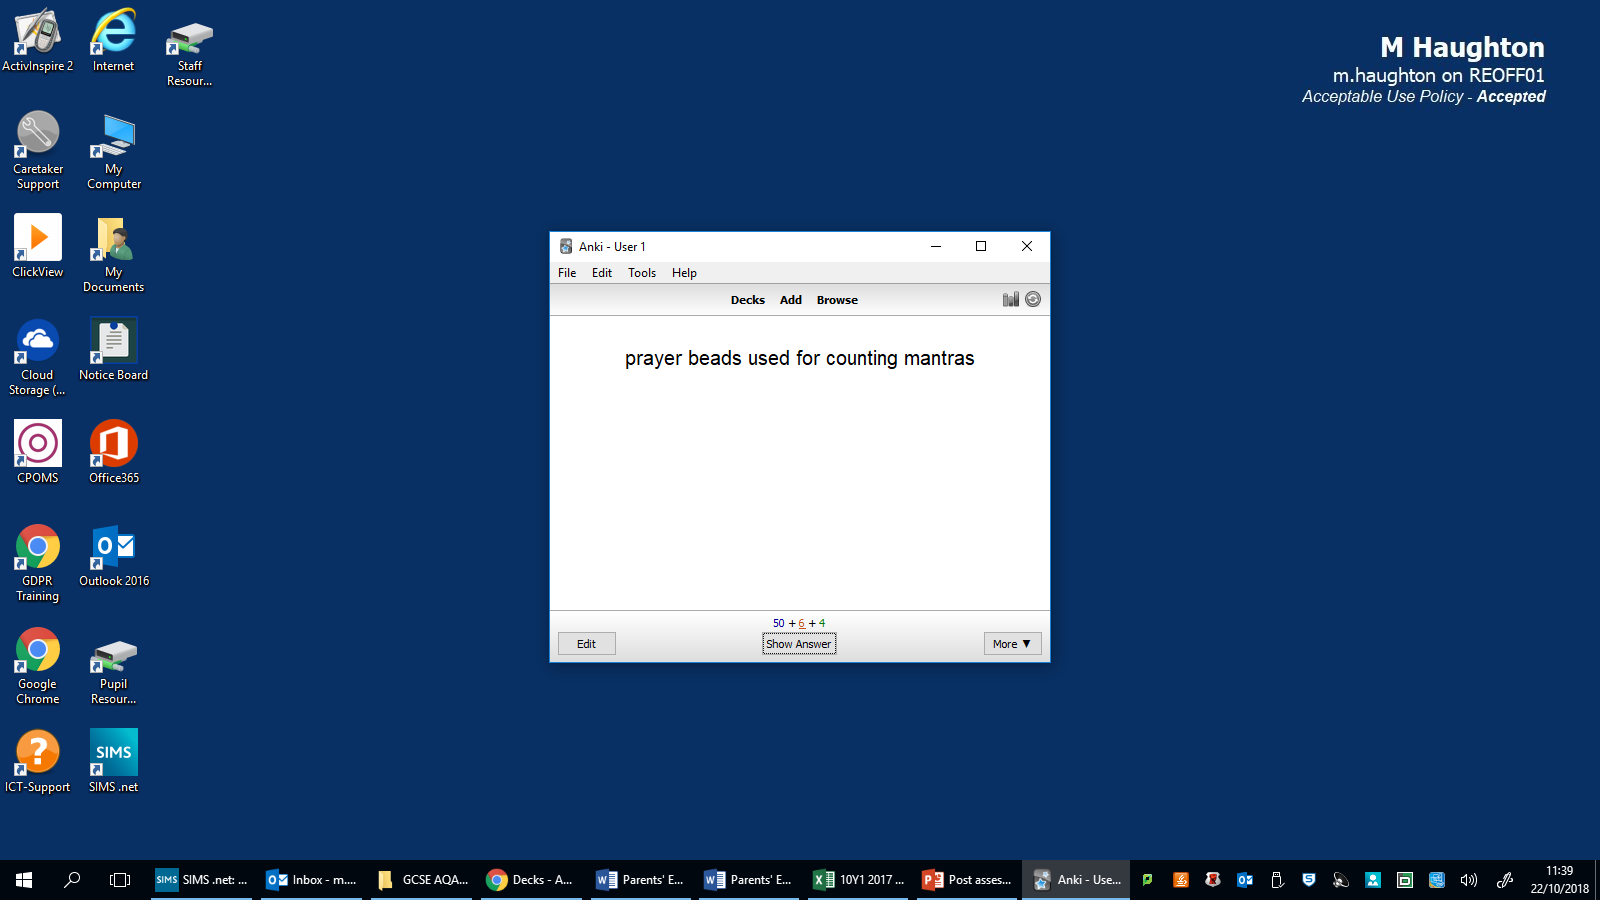 ActivInspire 2
Internet
Staff
Resour...
Caretaker
Support
My
Computer
ClickView
My
Documents
Cloud
Storage (...
Notice Board
CPOMS
Office365
GDPR
Training
Outlook 2016
Google
Chrome
Pupil
Resour...
ICT-Support
SIMS
SIMS .net
M Haughton
m.haughton on REOFF01
Acceptable Use Policy - Accepted
Anki - User 1
File Edit Tools Help
Decks Add Browse
prayer beads used for counting mantras
50 + 6 + 4
Edit Show Answer More ▼
SIMS SIMS .net: ... Inbox - m.... GCSE AQA... Decks - A... Parents' E... Parents' E... 10Y1 2017 ... Post asses... Anki - Use...
11:39
22/10/2018